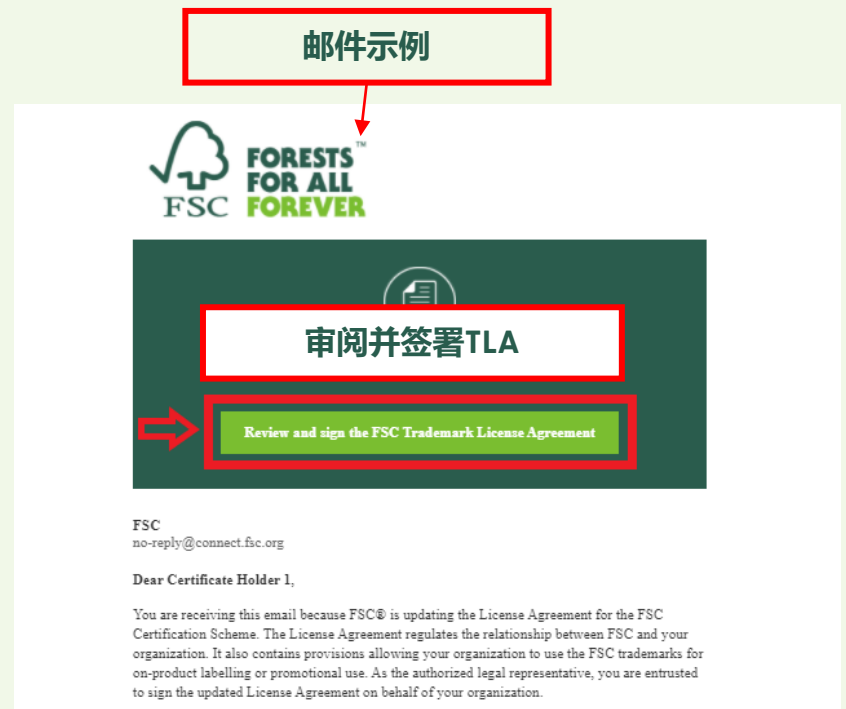 邮件示例
FORESTS™
FOR ALL
FSC FOREVER
审阅并签署TLA
Review and sign the FSC Trademark License Agreement
FSC
no-reply@connect.fsc.org
Dear Certificate Holder 1,
You are receiving this email because FSC® is updating the License Agreement for the FSC
Certification Scheme. The License Agreement regulates the relationship between FSC and your
organization. It also contains provisions allowing your organization to use the FSC trademarks for
on-product labelling or promotional use. As the authorized legal representative, you are entrusted
to sign the updated License Agreement on behalf of your organization.